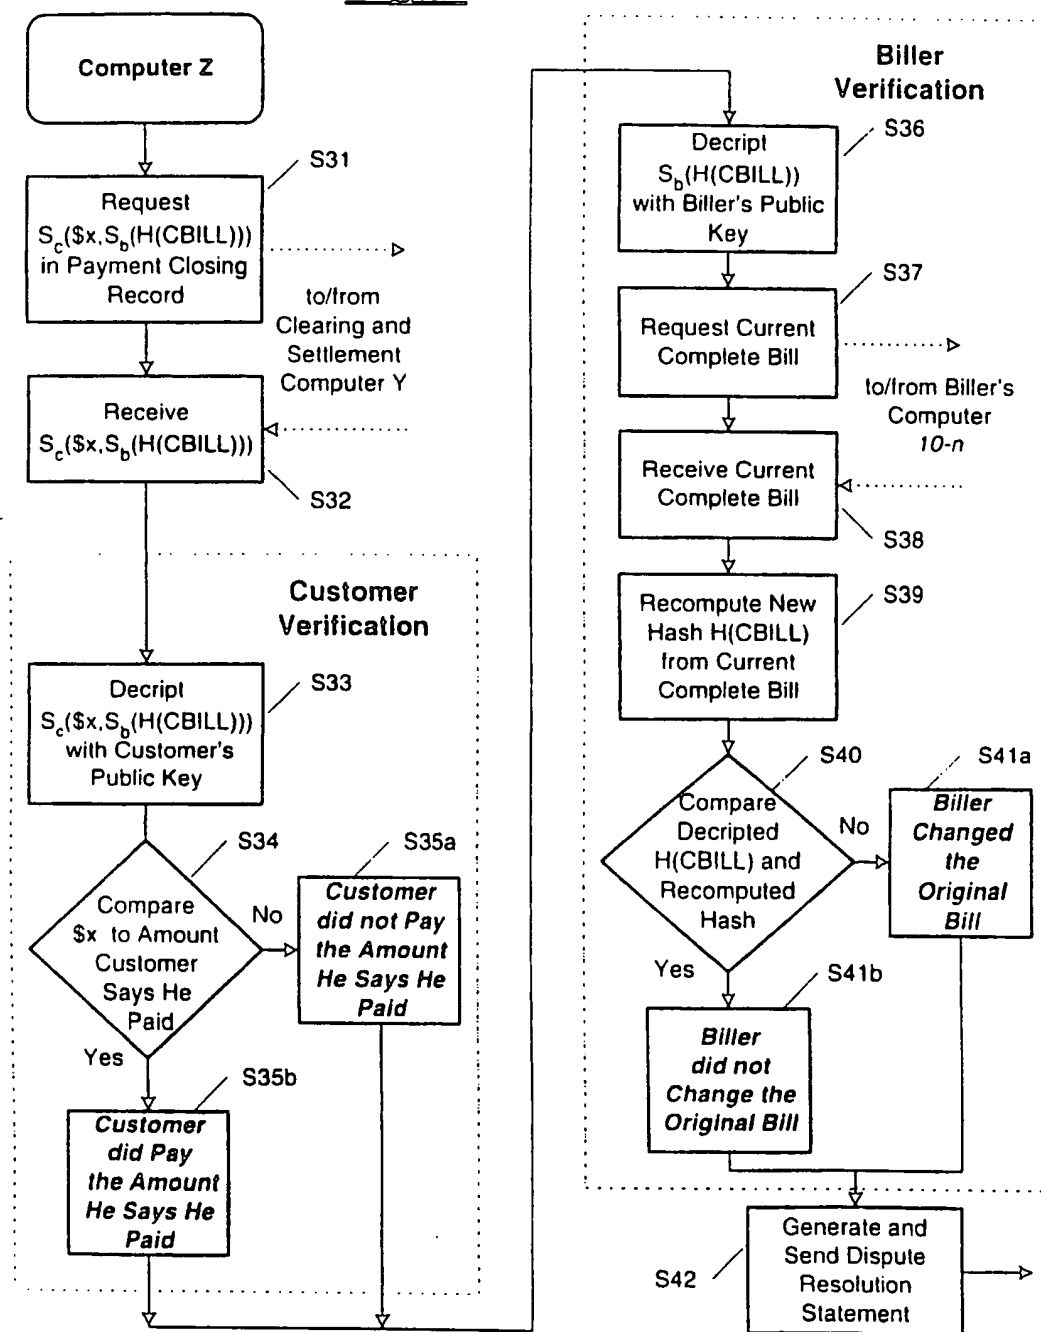 Computer Z
S31
Request
Sc($x,Sb(H(CBILL)))
in Payment Closing
Record
to/from
Clearing and
Settlement
Computer Y
Receive
Sc($x,Sb(H(CBILL)))
S32
Customer
Verification
S33
Decript
Sc($x,Sb(H(CBILL)))
with Customer's
Public Key
S34
Compare
$x to Amount
Customer
Says He
Paid
No
S35a
Customer
did not Pay
the Amount
He Says He
Paid
Yes
S35b
Customer
did Pay
the Amount
He Says He
Paid
Biller
Verification
S36
Decript
Sb(H(CBILL))
with Biller's Public
Key
S37
Request Current
Complete Bill
to/from Biller's
Computer
10-n
Receive Current
Complete Bill
S38
S39
Recompute New
Hash H(CBILL)
from Current
Complete Bill
S40
Compare
Decripted
H(CBILL) and
Recomputed
Hash
No
S41a
Biller
Changed
the
Original
Bill
Yes
S41b
Biller
did not
Change the
Original Bill
Generate and
Send Dispute
Resolution
Statement
S42